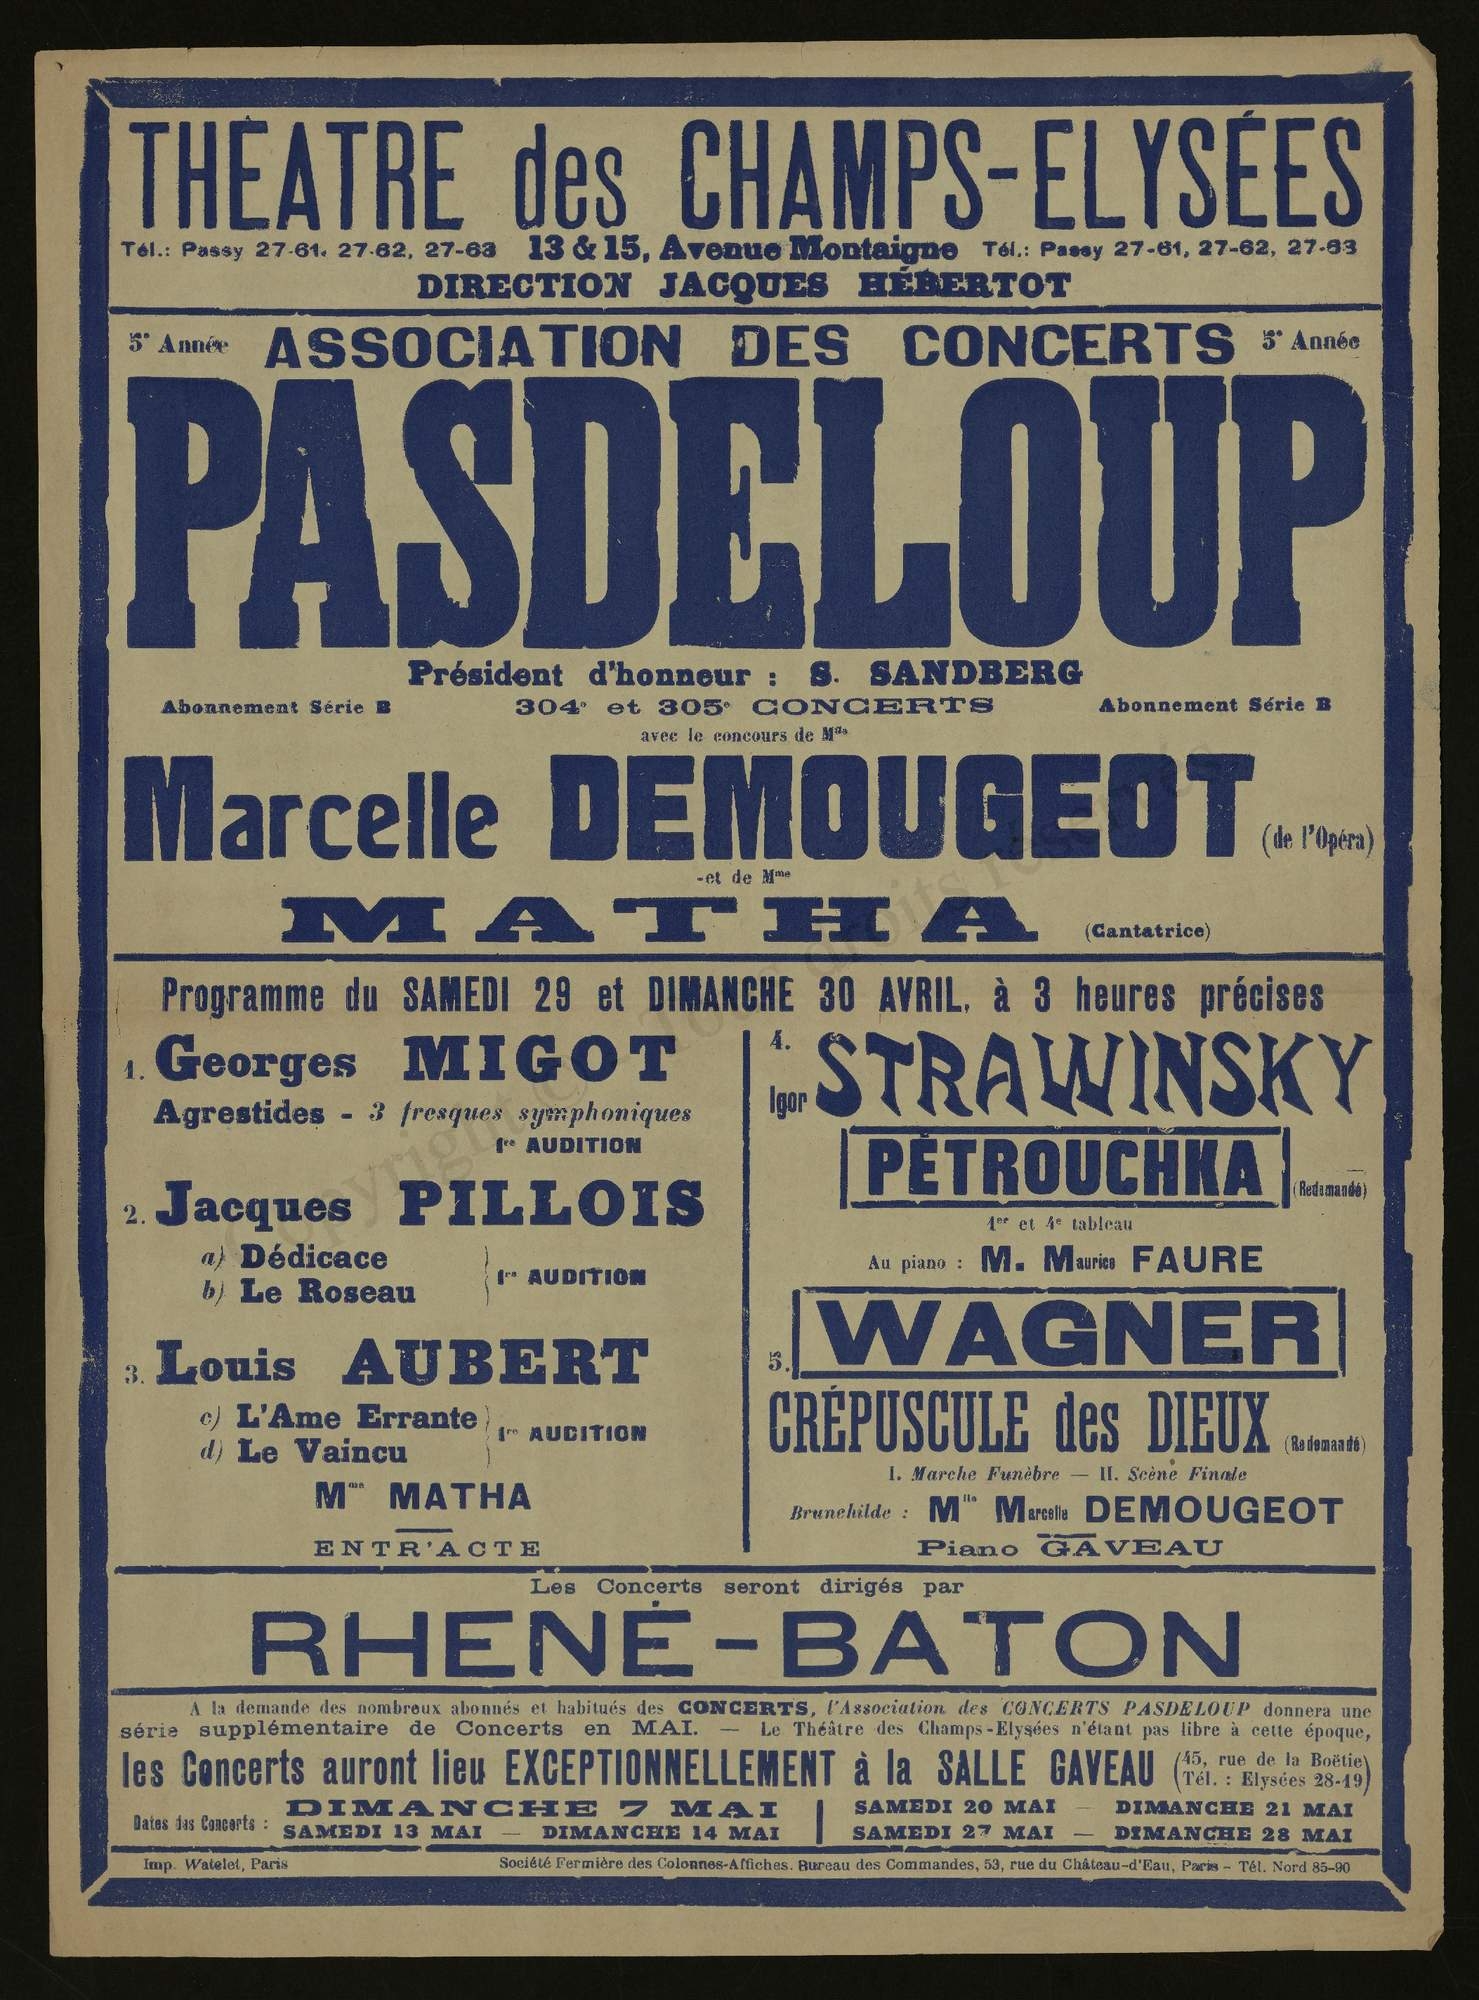 THÉATRE des CHAMPS-ELYSÉES
Tél.: Passy 27-61, 27-62, 27-63 13 & 15, Avenue Montaigne Tél.: Passy 27-61, 27-62, 27-63
DIRECTION JACQUES HÉBERTOT
5e Année ASSOCIATION DES CONCERTS 5e Année
PASDELOUP
Président d'honneur : S. SANDBERG
Abonnement Série B 304e et 305e CONCERTS Abonnement Série B
avec le concours de Mlle
Marcelle DEMOUGEOT (de l'Opéra)
et de Mme
MATHA (Cantatrice)
Programme du SAMEDI 29 et DIMANCHE 30 AVRIL, à 3 heures précises
1. Georges MIGOT
Agrestides - 3 fresques symphoniques
1re AUDITION
2. Jacques PILLOIS
a) Dédicace
b) Le Roseau
1re AUDITION
3. Louis AUBERT
c) L'Ame Errante
d) Le Vaincu
1re AUDITION
Mme MATHA
ENTR'ACTE
4. Igor STRAWINSKY
PÉTROUCHKA (Redemandé)
1er et 4e tableau
Au piano : M. Maurice FAURE
5. WAGNER
CRÉPUSCULE des DIEUX (Redemandé)
I. Marche Funèbre — II. Scène Finale
Brunehilde : Mlle Marcelle DEMOUGEOT
Piano GAVEAU
Les Concerts seront dirigés par
RHENÉ-BATON
A la demande des nombreux abonnés et habitués des CONCERTS, l'Association des CONCERTS PASDELOUP donnera une
série supplémentaire de Concerts en MAI. — Le Théâtre des Champs-Elysées n'étant pas libre à cette époque,
les Concerts auront lieu EXCEPTIONNELLEMENT à la SALLE GAVEAU (45, rue de la Boëtie)
(Tél. : Elysées 28-19)
Dates des Concerts : DIMANCHE 7 MAI
SAMEDI 13 MAI — DIMANCHE 14 MAI
SAMEDI 20 MAI — DIMANCHE 21 MAI
SAMEDI 27 MAI — DIMANCHE 28 MAI
Imp. Watelet, Paris Société Fermière des Colonnes-Affiches. Bureau des Commandes, 53, rue du Château-d'Eau, Paris - Tél. Nord 85-90
Copyright © - Tous droits réservés